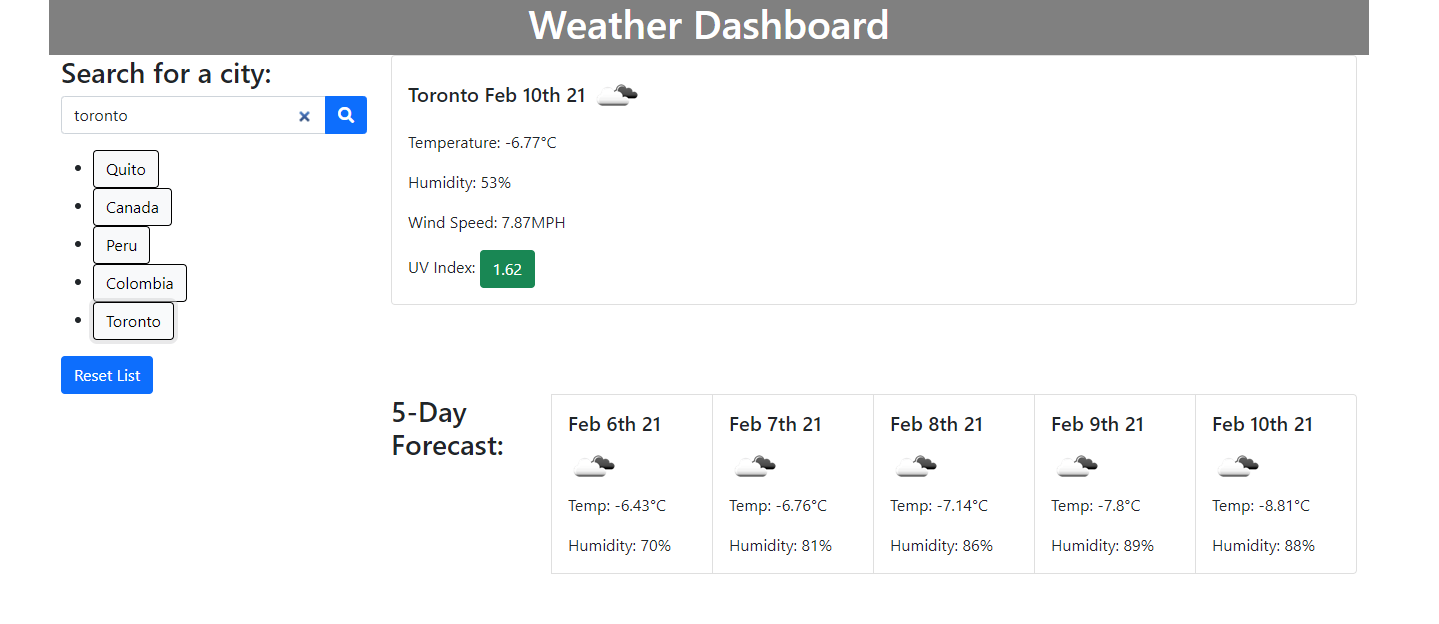 Weather Dashboard
Search for a city:
toronto
Quito
Canada
Peru
Colombia
Toronto
Reset List
Toronto Feb 10th 21
Temperature: -6.77°C
Humidity: 53%
Wind Speed: 7.87MPH
UV Index: 1.62
5-Day
Forecast:
Feb 6th 21
Temp: -6.43°C
Humidity: 70%
Feb 7th 21
Temp: -6.76°C
Humidity: 81%
Feb 8th 21
Temp: -7.14°C
Humidity: 86%
Feb 9th 21
Temp: -7.8°C
Humidity: 89%
Feb 10th 21
Temp: -8.81°C
Humidity: 88%